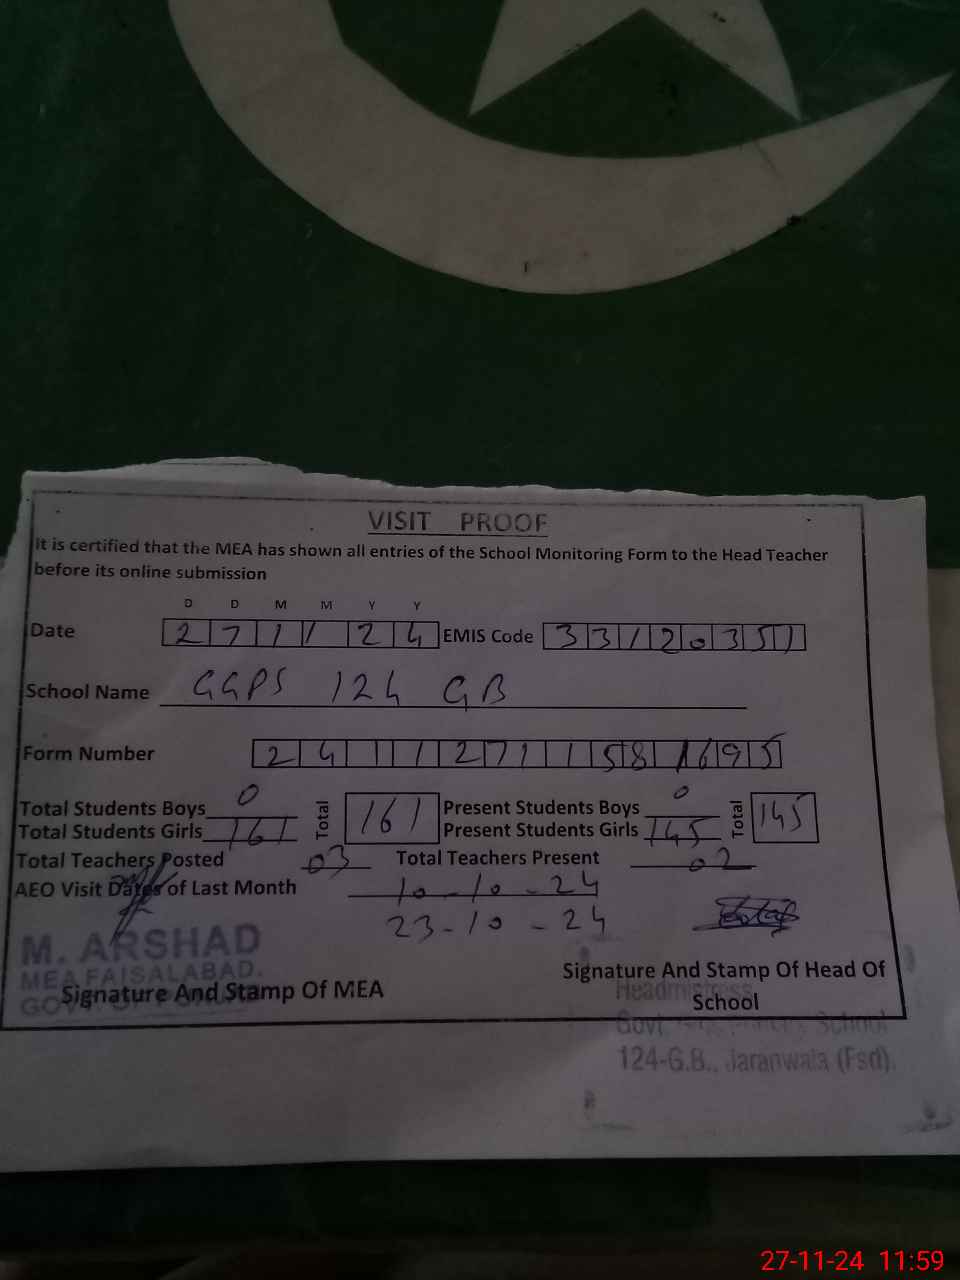 VISIT PROOF
It is certified that the MEA has shown all entries of the School Monitoring Form to the Head Teacher
before its online submission
D D M M Y Y
Date 2 7 1 1 2 4 EMIS Code 3 3 1 2 0 3 5 1
School Name GGPS 124 GB
Form Number 2 4 1 1 2 7 1 1 5 8 1 6 9 5
Total Students Boys 0 Total 161 Present Students Boys 0 Total 145
Total Students Girls 161 Present Students Girls 145
Total Teachers Posted 03 Total Teachers Present 02
AEO Visit Dates of Last Month 10-10-24
23-10-24
M. ARSHAD
MEA FAISALABAD.
Signature And Stamp Of MEA
Signature And Stamp Of Head Of
School
Headmistress
Govt. School
124-G.B., Jaranwala (Fsd).
27-11-24 11:59